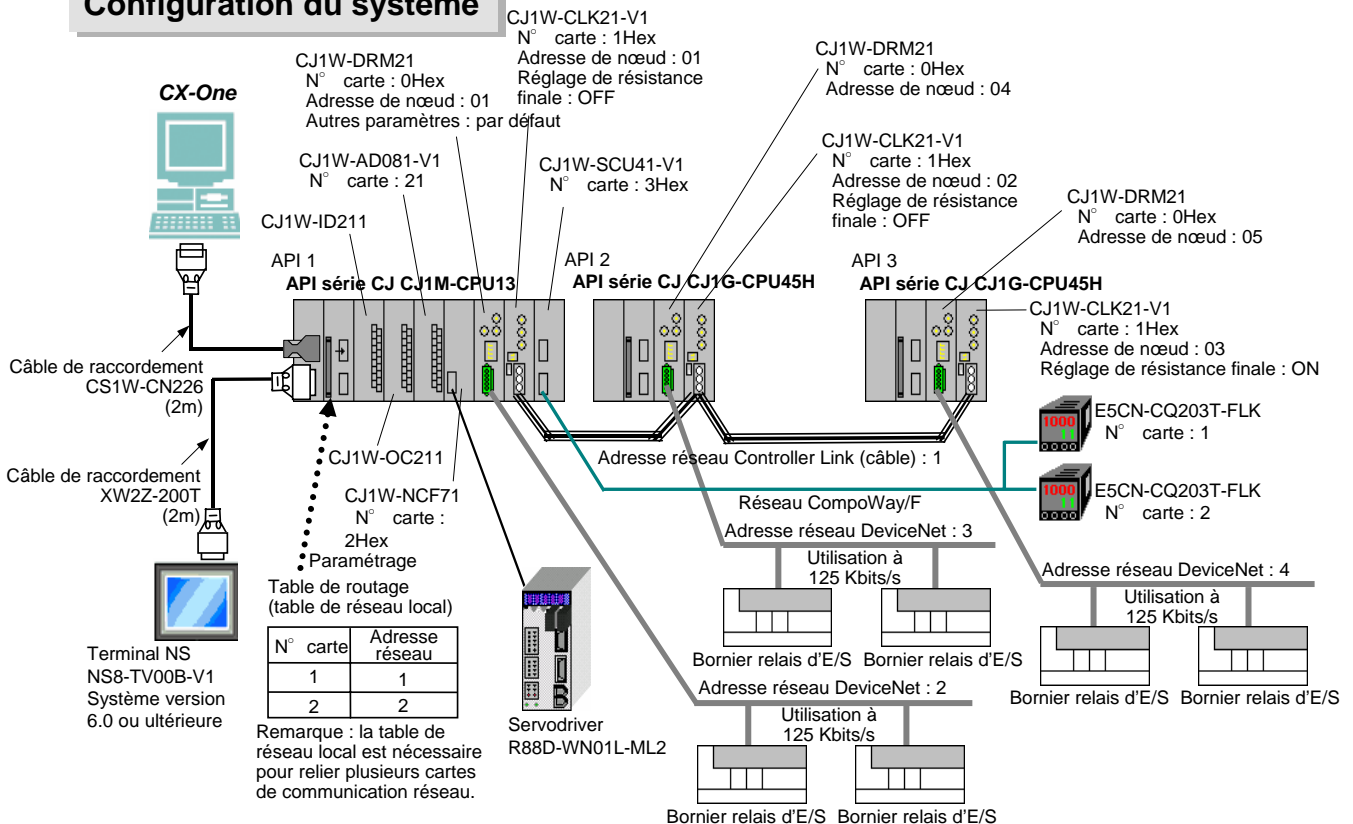 Configuration du système
CJ1W-CLK21-V1
N° carte : 1Hex
Adresse de nœud : 01
Réglage de résistance
finale : OFF
CJ1W-DRM21
N° carte : 0Hex
Adresse de nœud : 01
Autres paramètres : par défaut
CJ1W-DRM21
N° carte : 0Hex
Adresse de nœud : 04
CX-One
CJ1W-AD081-V1
N° carte : 21
CJ1W-SCU41-V1
N° carte : 3Hex
CJ1W-CLK21-V1
N° carte : 1Hex
Adresse de nœud : 02
Réglage de résistance
finale : OFF
CJ1W-DRM21
N° carte : 0Hex
Adresse de nœud : 05
CJ1W-ID211
API 1
API série CJ CJ1M-CPU13
API 2
API série CJ CJ1G-CPU45H
API 3
API série CJ CJ1G-CPU45H
CJ1W-CLK21-V1
N° carte : 1Hex
Adresse de nœud : 03
Réglage de résistance finale : ON
Câble de raccordement
CS1W-CN226
(2m)
Câble de raccordement
XW2Z-200T
(2m)
CJ1W-OC211
CJ1W-NCF71
N° carte :
2Hex
Paramétrage
Adresse réseau Controller Link (câble) : 1
1000
11
E5CN-CQ203T-FLK
N° carte : 1
1000
11
E5CN-CQ203T-FLK
N° carte : 2
Réseau CompoWay/F
Adresse réseau DeviceNet : 3
Utilisation à
125 Kbits/s
Bornier relais d'E/S Bornier relais d'E/S
Adresse réseau DeviceNet : 4
Utilisation à
125 Kbits/s
Bornier relais d'E/S Bornier relais d'E/S
Table de routage
(table de réseau local)
N° carte Adresse réseau
1 1
2 2
Remarque : la table de
réseau local est nécessaire
pour relier plusieurs cartes
de communication réseau.
Terminal NS
NS8-TV00B-V1
Système version
6.0 ou ultérieure
Servodriver
R88D-WN01L-ML2
Adresse réseau DeviceNet : 2
Utilisation à
125 Kbits/s
Bornier relais d'E/S Bornier relais d'E/S